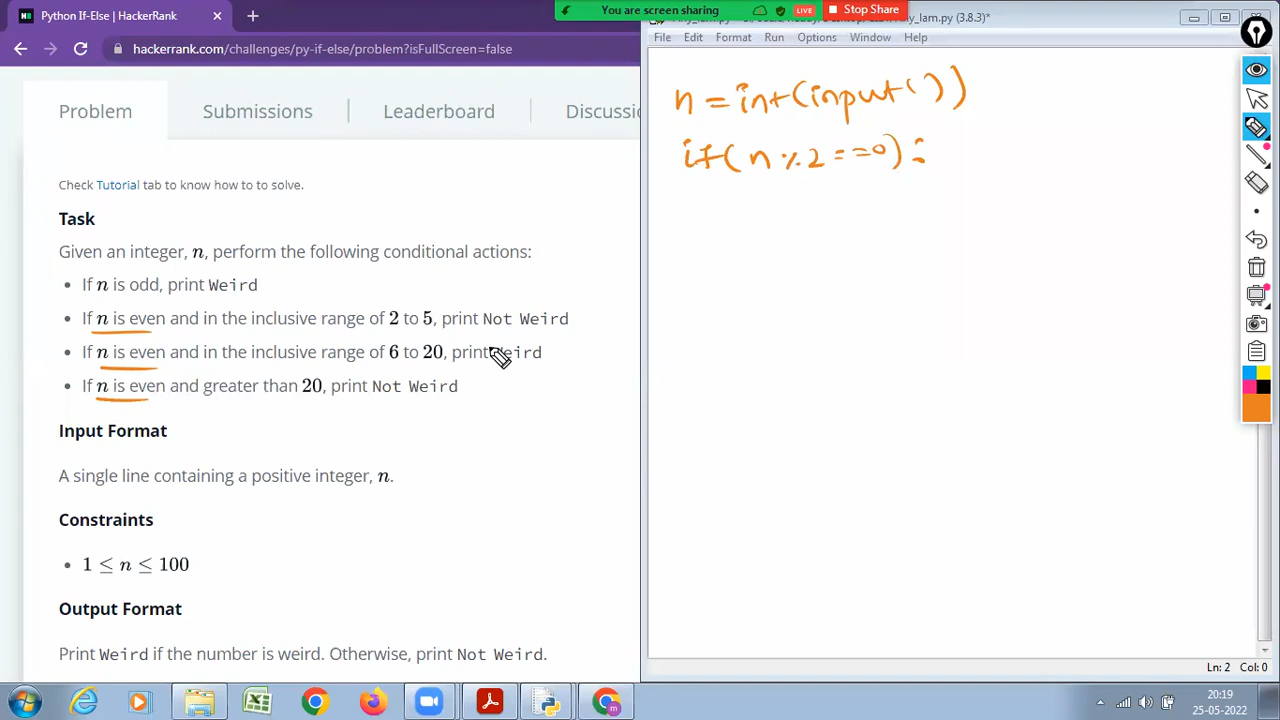 Python If-Else | HackerRank
You are screen sharing
LIVE
Stop Share
(3.8.3)*
hackerrank.com/challenges/py-if-else/problem?isFullScreen=false
File Edit Format Run Options Window Help
Problem Submissions Leaderboard Discussic
n = int(input())
if(n%2==0):
Check Tutorial tab to know how to to solve.
Task
Given an integer, n, perform the following conditional actions:
If n is odd, print Weird
If n is even and in the inclusive range of 2 to 5, print Not Weird
If n is even and in the inclusive range of 6 to 20, print Weird
If n is even and greater than 20, print Not Weird
Input Format
A single line containing a positive integer, n.
Constraints
1 ≤ n ≤ 100
Output Format
Print Weird if the number is weird. Otherwise, print Not Weird.
Ln: 2 Col: 0
20:19
25-05-2022